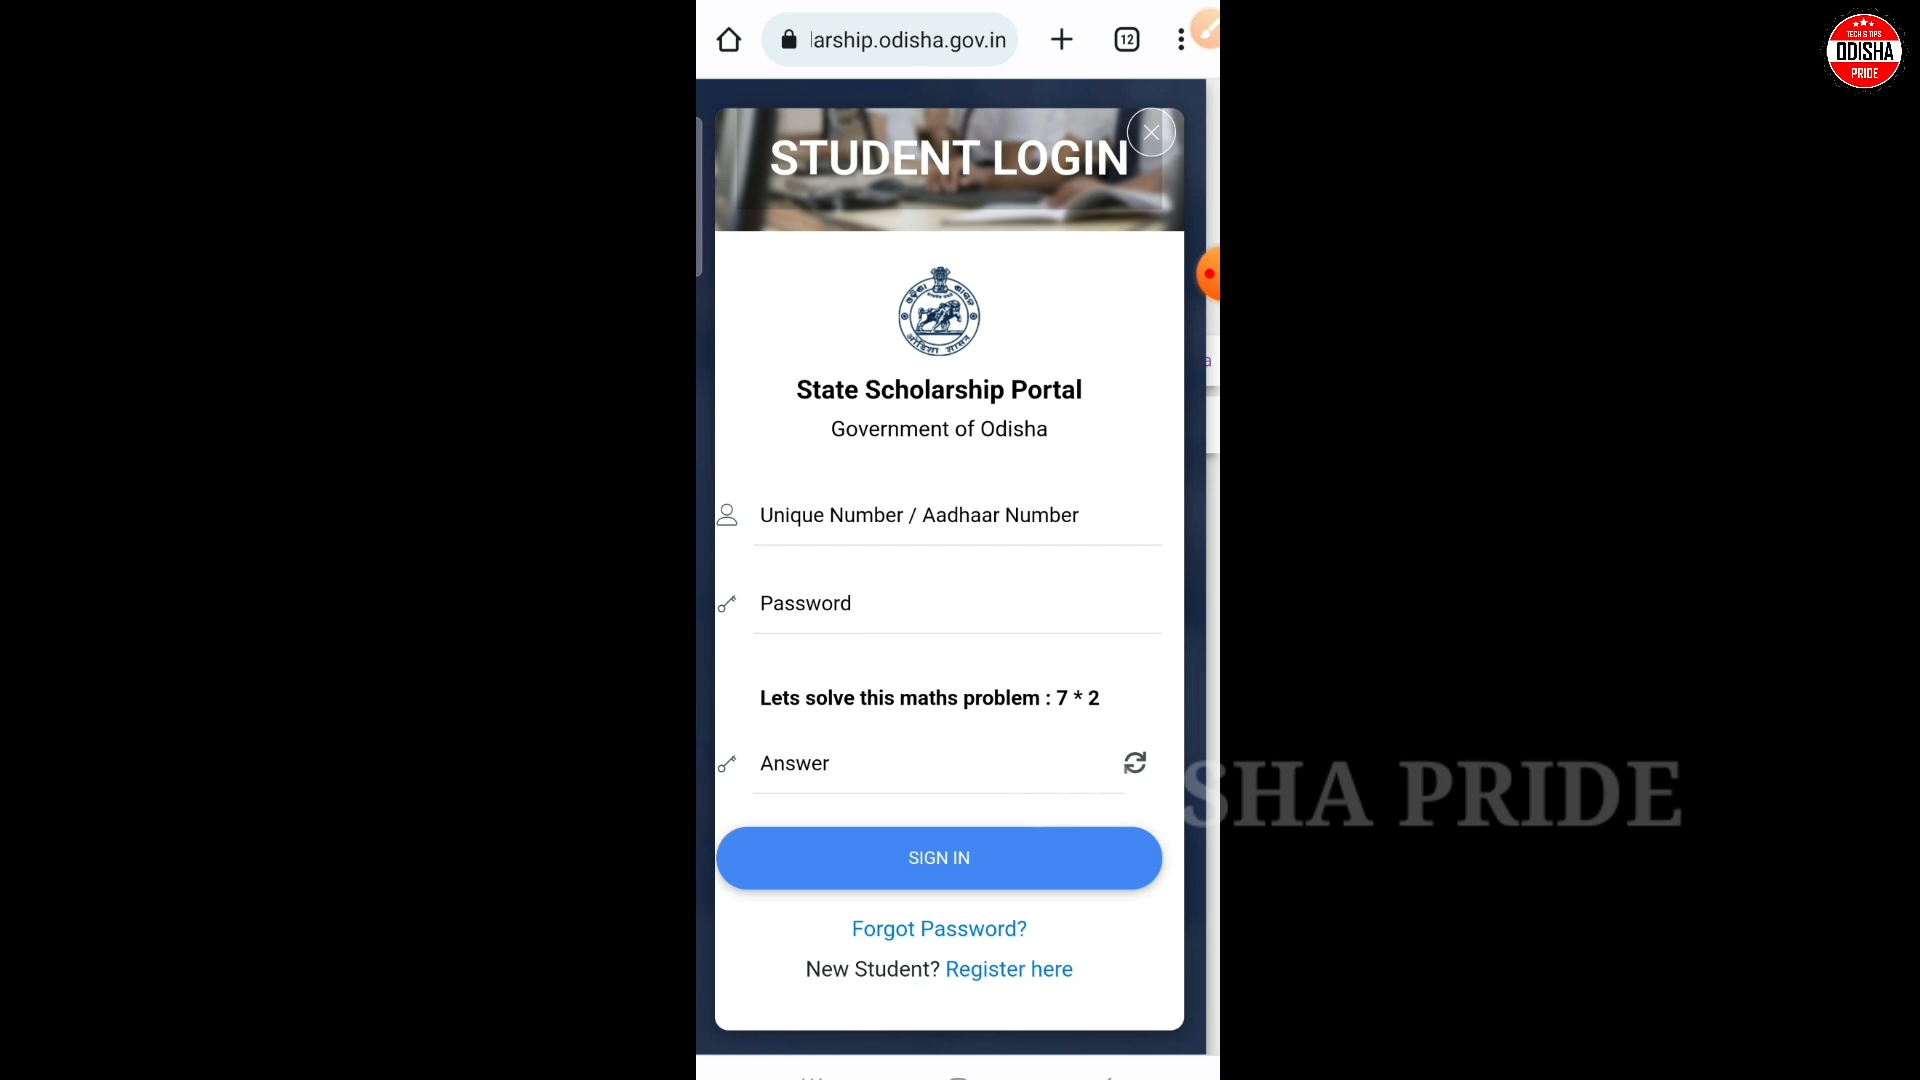 larship.odisha.gov.in
12
TECH & TIPS
ODISHA
PRIDE
STUDENT LOGIN
State Scholarship Portal
Government of Odisha
Unique Number / Aadhaar Number
Password
Lets solve this maths problem : 7 * 2
Answer
SHA PRIDE
SIGN IN
Forgot Password?
New Student? Register here